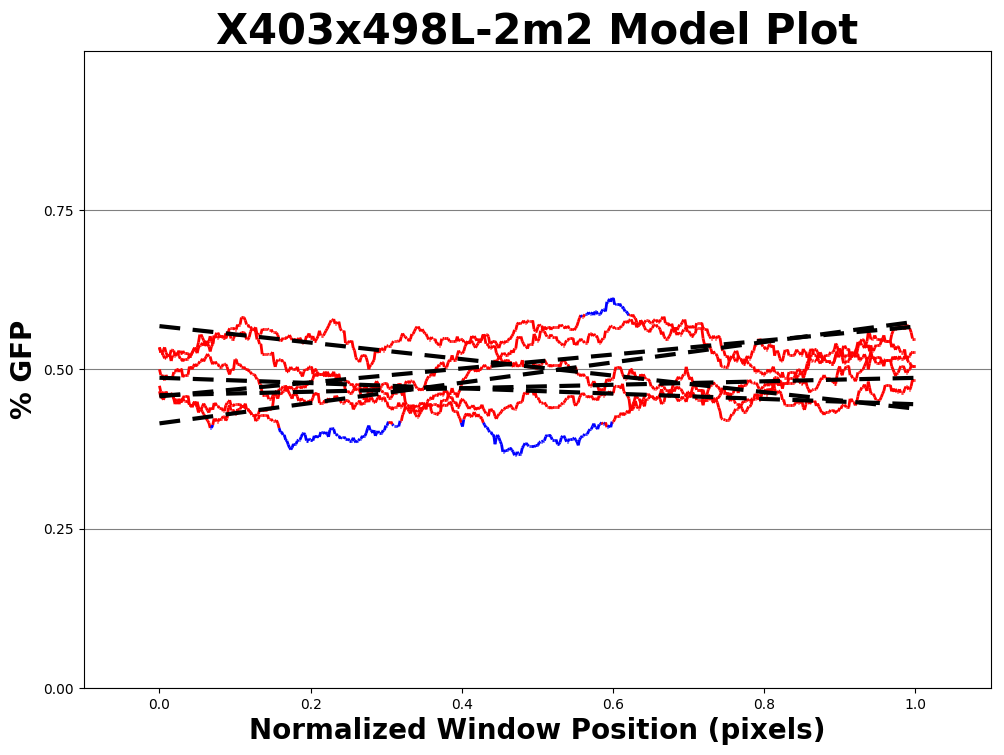 X403x498L-2m2 Model Plot
% GFP
0.75
0.50
0.25
0.00
0.0 0.2 0.4 0.6 0.8 1.0
Normalized Window Position (pixels)